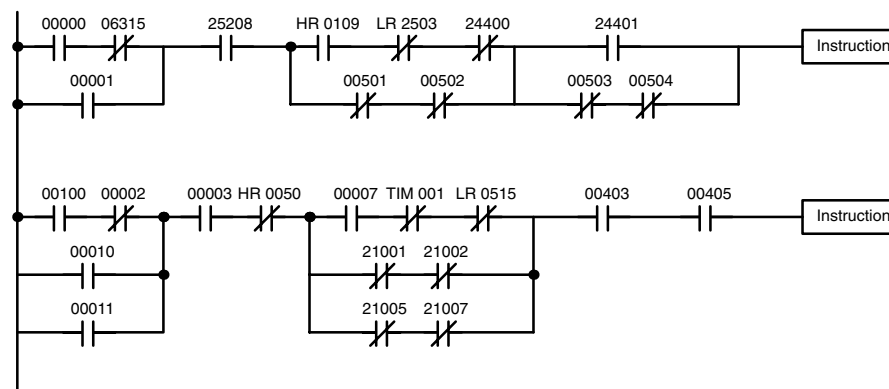 00000 06315 25208 HR 0109 LR 2503 24400 24401
Instruction
00001 00501 00502 00503 00504
00100 00002 00003 HR 0050 00007 TIM 001 LR 0515 00403 00405
Instruction
00010 21001 21002
00011 21005 21007